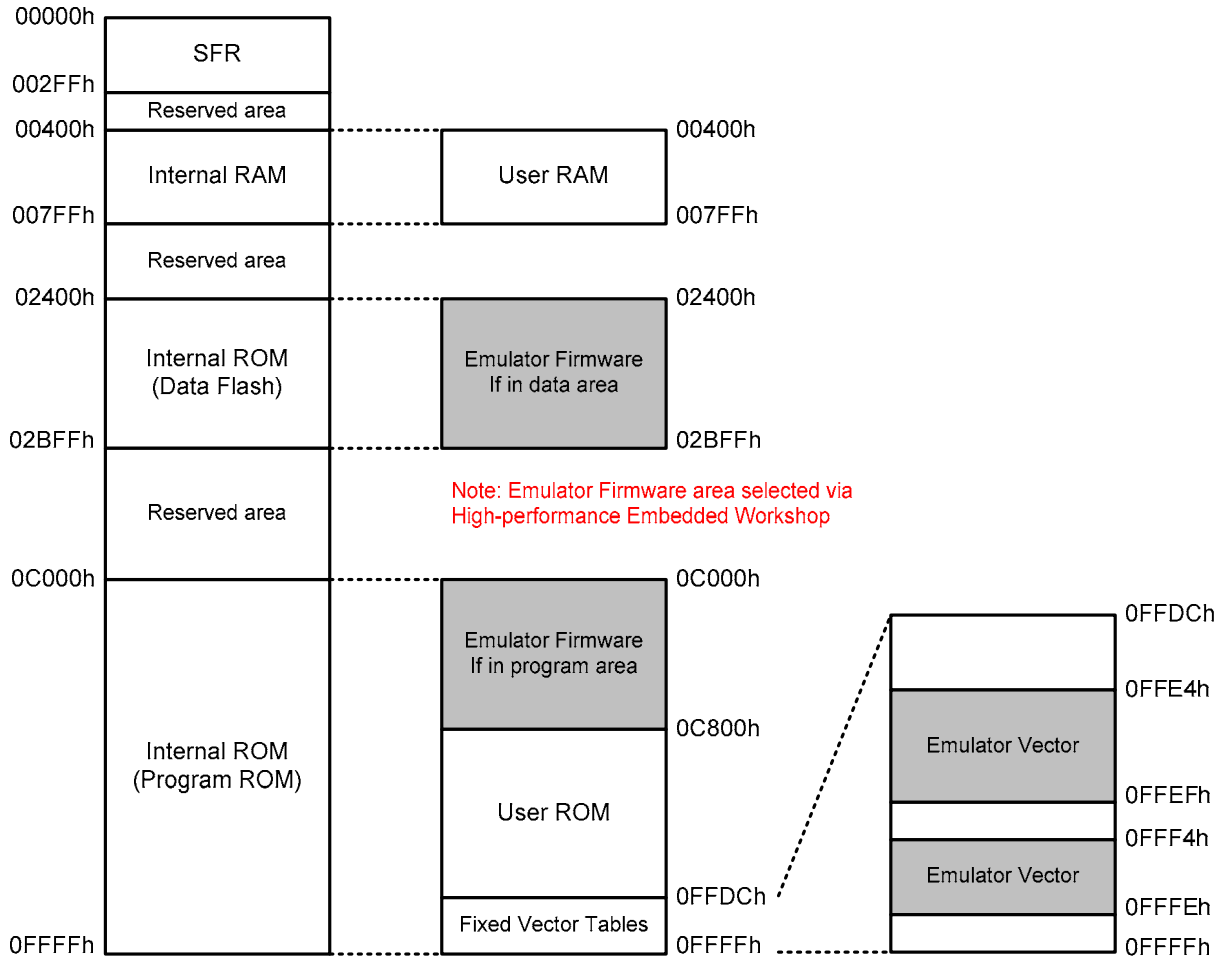 00000h
SFR
002FFh
Reserved area
00400h
00400h
Internal RAM
User RAM
007FFh
007FFh
Reserved area
02400h
02400h
Internal ROM
(Data Flash)
Emulator Firmware
If in data area
02BFFh
02BFFh
Reserved area
Note: Emulator Firmware area selected via
High-performance Embedded Workshop
0C000h
0C000h
Emulator Firmware
If in program area
0C800h
Internal ROM
(Program ROM)
User ROM
0FFDCh
Fixed Vector Tables
0FFFFh
0FFFFh
0FFDCh
0FFE4h
Emulator Vector
0FFEFh
0FFF4h
Emulator Vector
0FFFEh
0FFFFh